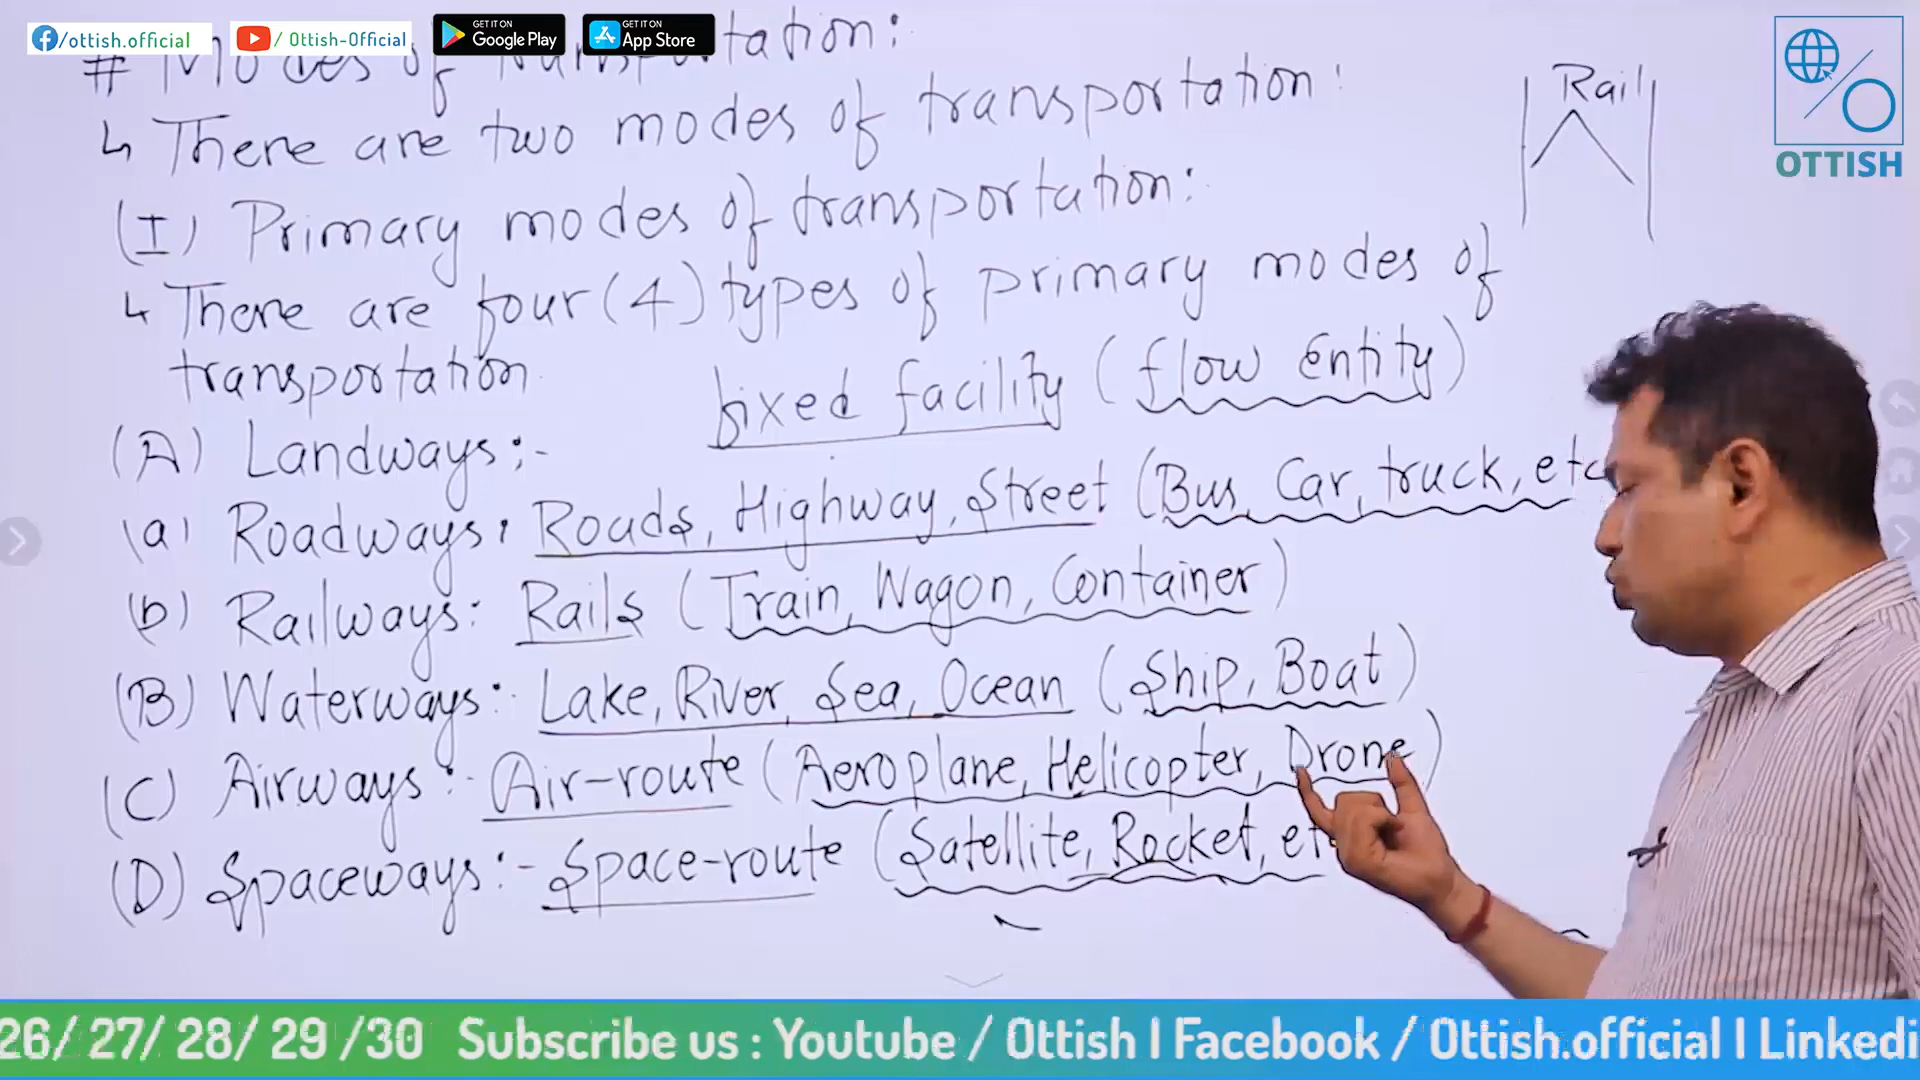 /ottish.official
/ Ottish-Official
GET IT ON
Google Play
GET IT ON
App Store
# Modes of transportation:
↳ There are two modes of transportation:
(I) Primary modes of transportation:
↳ There are four (4) types of primary modes of
transportation
fixed facility (flow entity)
(A) Landways:-
(a) Roadways: Roads, Highway, Street (Bus, Car, truck, etc
(b) Railways: Rails (Train, Wagon, Container)
(B) Waterways:- Lake, River, Sea, Ocean (Ship, Boat)
(C) Airways:- Air-route (Aeroplane, Helicopter, Drone)
(D) Spaceways:- Space-route (Satellite, Rocket, etc
Rail
OTTISH
26/ 27/ 28/ 29 /30 Subscribe us : Youtube / Ottish I Facebook / Ottish.official I Linkedi